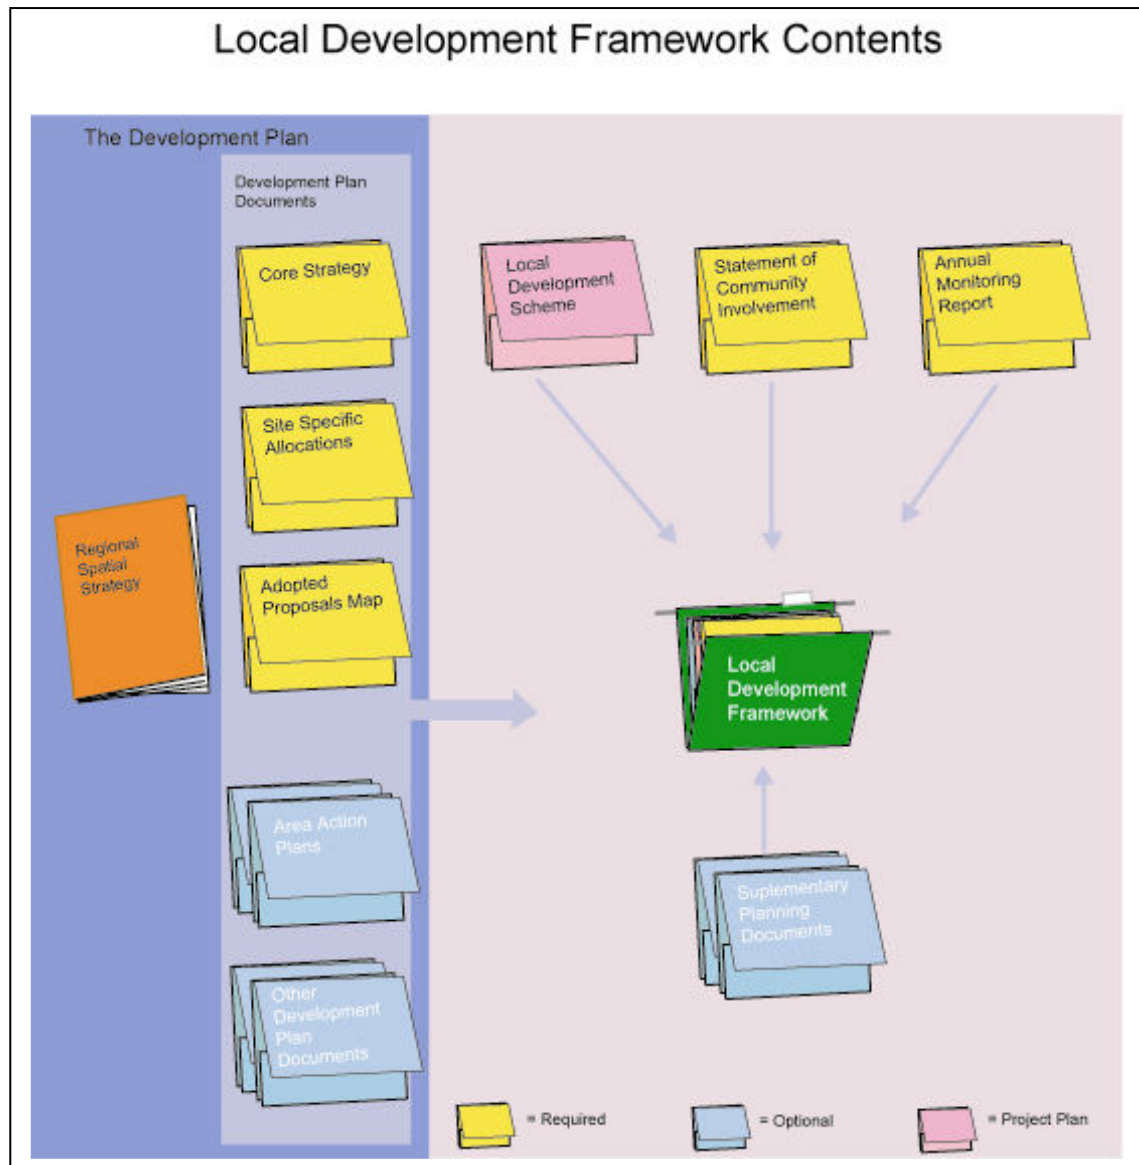 Local Development Framework Contents
The Development Plan
Development Plan
Documents
Core Strategy
Site Specific
Allocations
Adopted
Proposals Map
Regional
Spatial
Strategy
Area Action
Plans
Other
Development
Plan
Documents
Local
Development
Scheme
Statement of
Community
Involvement
Annual
Monitoring
Report
Local
Development
Framework
Suplementary
Planning
Documents
= Required
= Optional
= Project Plan